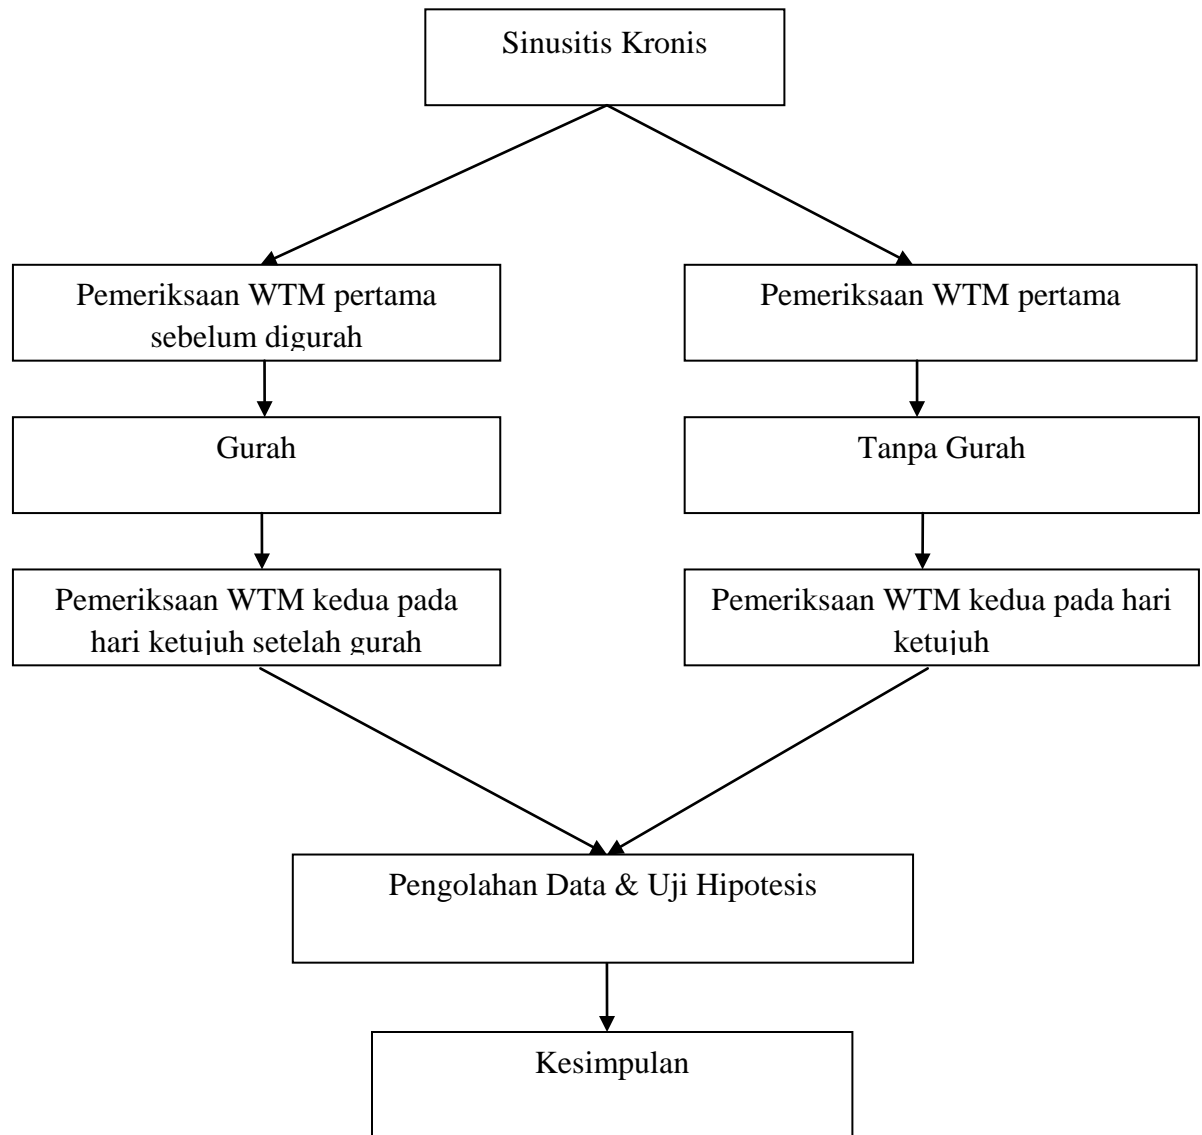 Sinusitis Kronis
Pemeriksaan WTM pertama
sebelum digurah
Pemeriksaan WTM pertama
Gurah
Tanpa Gurah
Pemeriksaan WTM kedua pada
hari ketujuh setelah gurah
Pemeriksaan WTM kedua pada hari
ketujuh
Pengolahan Data & Uji Hipotesis
Kesimpulan